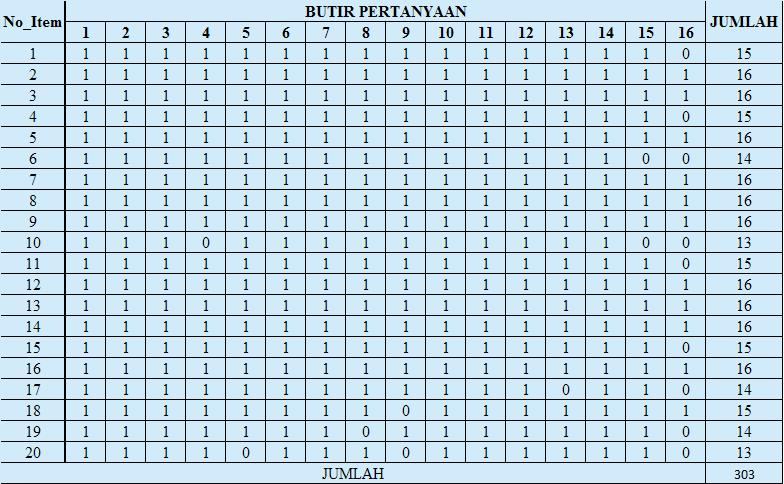 No_Item BUTIR PERTANYAAN JUMLAH
1 2 3 4 5 6 7 8 9 10 11 12 13 14 15 16
1 1 1 1 1 1 1 1 1 1 1 1 1 1 1 1 0 15
2 1 1 1 1 1 1 1 1 1 1 1 1 1 1 1 1 16
3 1 1 1 1 1 1 1 1 1 1 1 1 1 1 1 1 16
4 1 1 1 1 1 1 1 1 1 1 1 1 1 1 1 0 15
5 1 1 1 1 1 1 1 1 1 1 1 1 1 1 1 1 16
6 1 1 1 1 1 1 1 1 1 1 1 1 1 1 0 0 14
7 1 1 1 1 1 1 1 1 1 1 1 1 1 1 1 1 16
8 1 1 1 1 1 1 1 1 1 1 1 1 1 1 1 1 16
9 1 1 1 1 1 1 1 1 1 1 1 1 1 1 1 1 16
10 1 1 1 0 1 1 1 1 1 1 1 1 1 1 0 0 13
11 1 1 1 1 1 1 1 1 1 1 1 1 1 1 1 0 15
12 1 1 1 1 1 1 1 1 1 1 1 1 1 1 1 1 16
13 1 1 1 1 1 1 1 1 1 1 1 1 1 1 1 1 16
14 1 1 1 1 1 1 1 1 1 1 1 1 1 1 1 1 16
15 1 1 1 1 1 1 1 1 1 1 1 1 1 1 1 0 15
16 1 1 1 1 1 1 1 1 1 1 1 1 1 1 1 1 16
17 1 1 1 1 1 1 1 1 1 1 1 1 0 1 1 0 14
18 1 1 1 1 1 1 1 1 0 1 1 1 1 1 1 1 15
19 1 1 1 1 1 1 1 0 1 1 1 1 1 1 1 0 14
20 1 1 1 1 0 1 1 1 0 1 1 1 1 1 1 0 13
JUMLAH 303